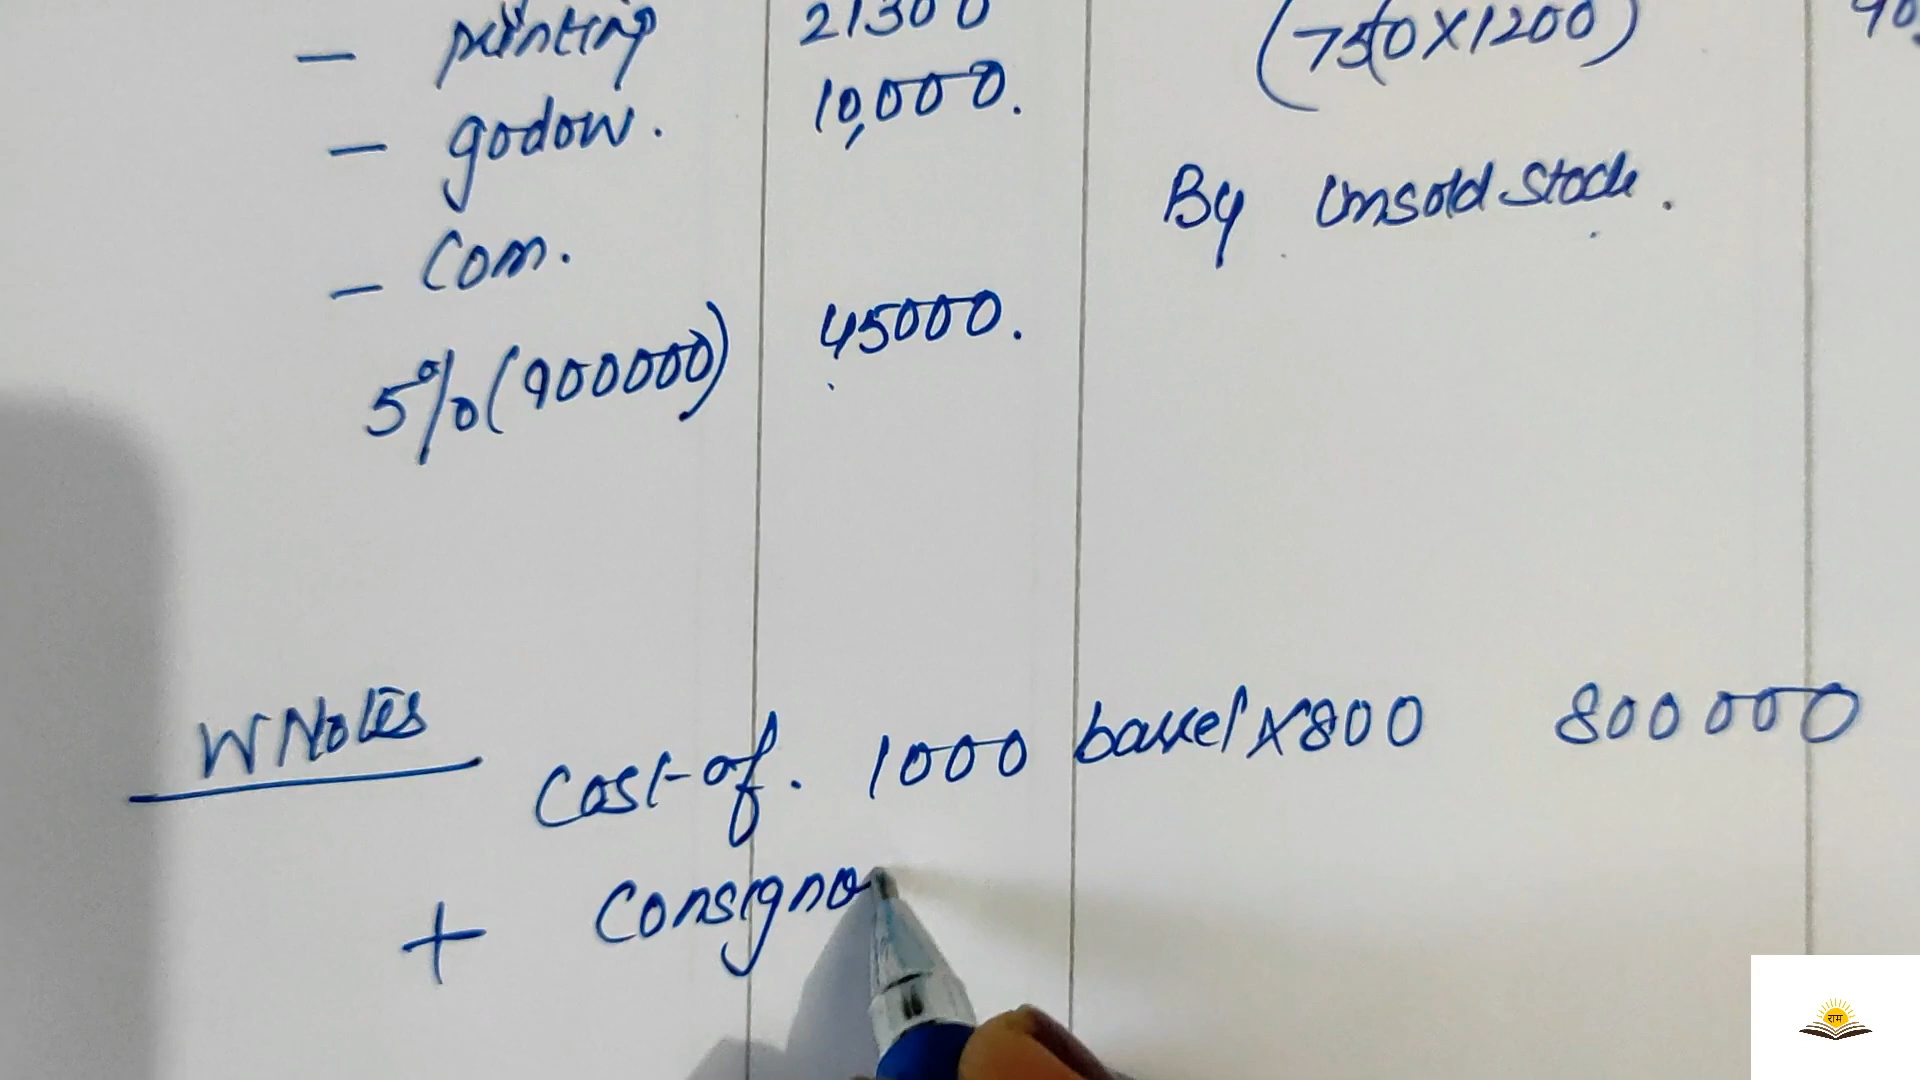 - printing 21300 (750X1200)
- godow. 10,000.
By Unsold Stock.
- Com.
5%(900000) 45000.
W Notes
Cost of. 1000 barrel X800 800000
+ Consigno
राम